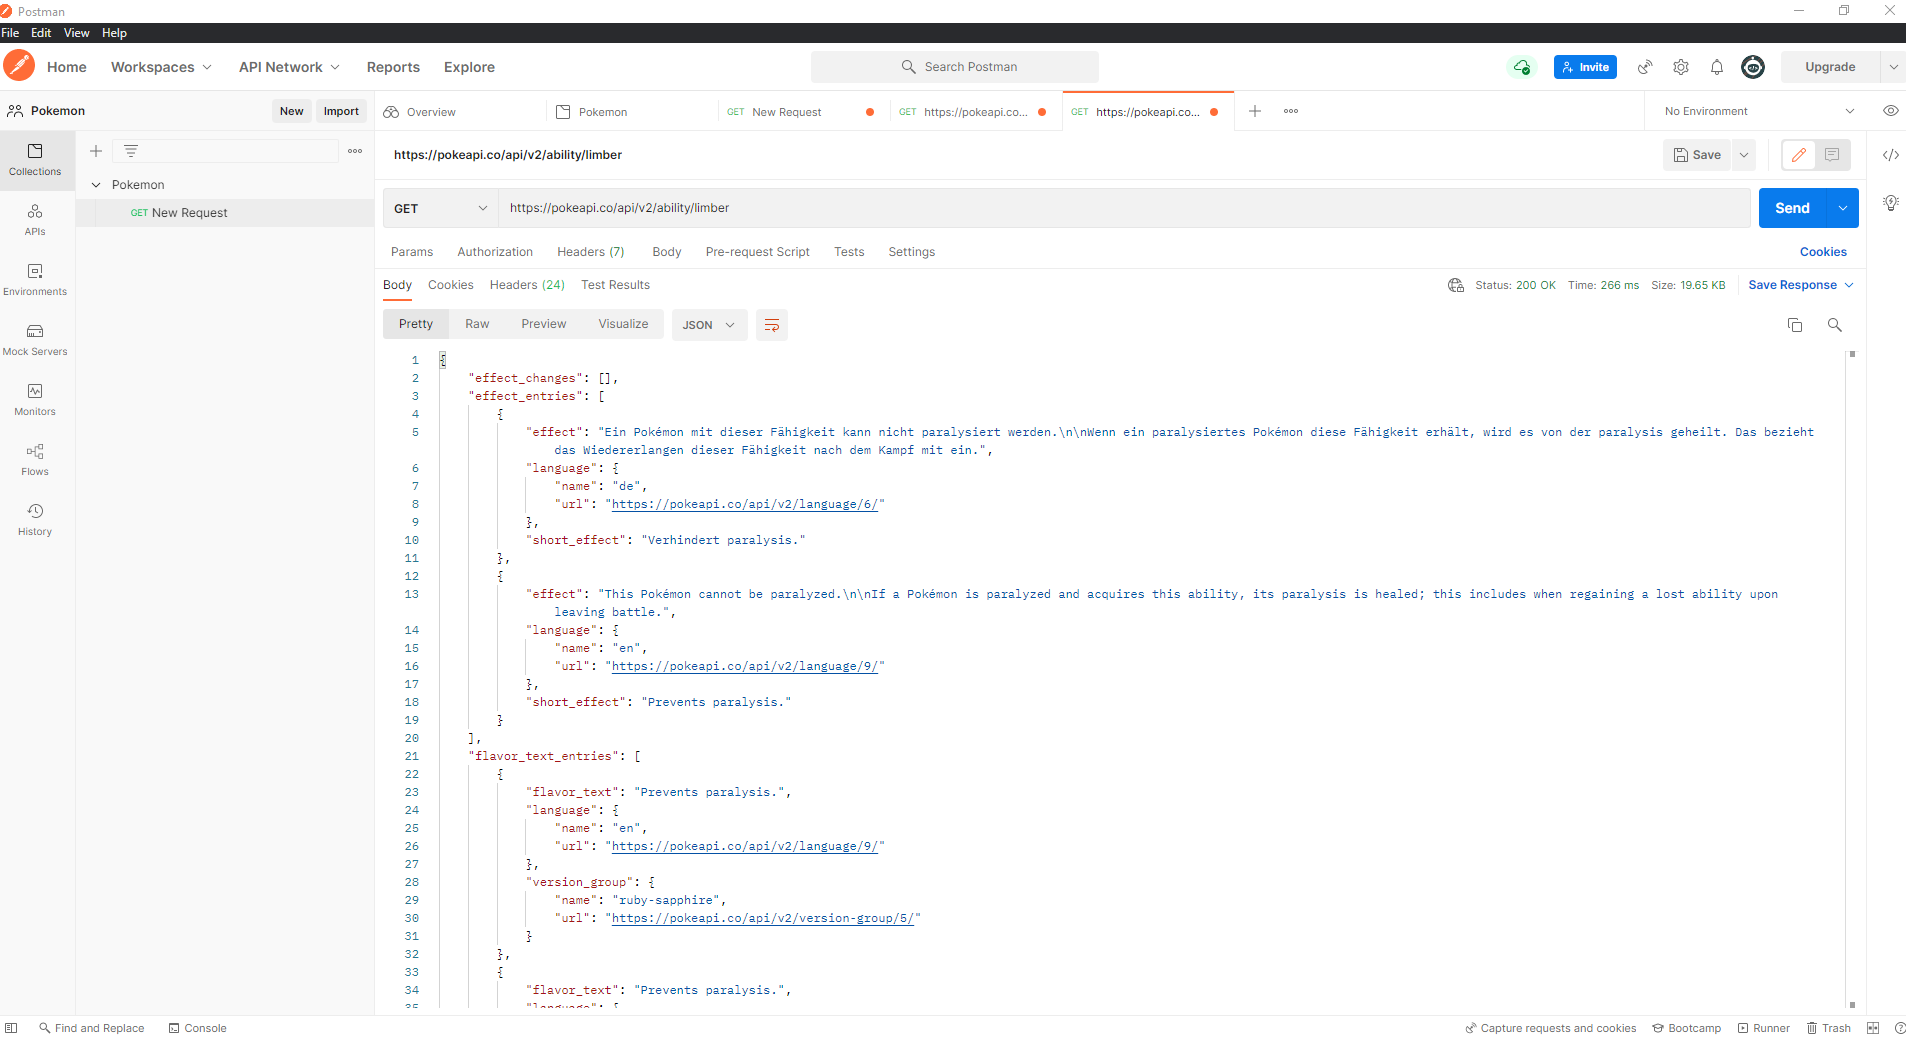 Postman
File Edit View Help
Home Workspaces API Network Reports Explore Search Postman Invite Upgrade
Pokemon New Import Overview Pokemon GET New Request GET https://pokeapi.co... GET https://pokeapi.co... No Environment
Collections
APIs
Environments
Mock Servers
Monitors
Flows
History
Pokemon
GET New Request
https://pokeapi.co/api/v2/ability/limber Save
GET https://pokeapi.co/api/v2/ability/limber Send
Params Authorization Headers (7) Body Pre-request Script Tests Settings Cookies
Body Cookies Headers (24) Test Results Status: 200 OK Time: 266 ms Size: 19.65 KB Save Response
Pretty Raw Preview Visualize JSON
1 {
2 "effect_changes": [],
3 "effect_entries": [
4 {
5 "effect": "Ein Pokémon mit dieser Fähigkeit kann nicht paralysiert werden.\n\nWenn ein paralysiertes Pokémon diese Fähigkeit erhält, wird es von der paralysis geheilt. Das bezieht
das Wiedererlangen dieser Fähigkeit nach dem Kampf mit ein.",
6 "language": {
7 "name": "de",
8 "url": "https://pokeapi.co/api/v2/language/6/"
9 },
10 "short_effect": "Verhindert paralysis."
11 },
12 {
13 "effect": "This Pokémon cannot be paralyzed.\n\nIf a Pokémon is paralyzed and acquires this ability, its paralysis is healed; this includes when regaining a lost ability upon
leaving battle.",
14 "language": {
15 "name": "en",
16 "url": "https://pokeapi.co/api/v2/language/9/"
17 },
18 "short_effect": "Prevents paralysis."
19 }
20 ],
21 "flavor_text_entries": [
22 {
23 "flavor_text": "Prevents paralysis.",
24 "language": {
25 "name": "en",
26 "url": "https://pokeapi.co/api/v2/language/9/"
27 },
28 "version_group": {
29 "name": "ruby-sapphire",
30 "url": "https://pokeapi.co/api/v2/version-group/5/"
31 }
32 },
33 {
34 "flavor_text": "Prevents paralysis.",
35 "language": {
Find and Replace Console Capture requests and cookies Bootcamp Runner Trash